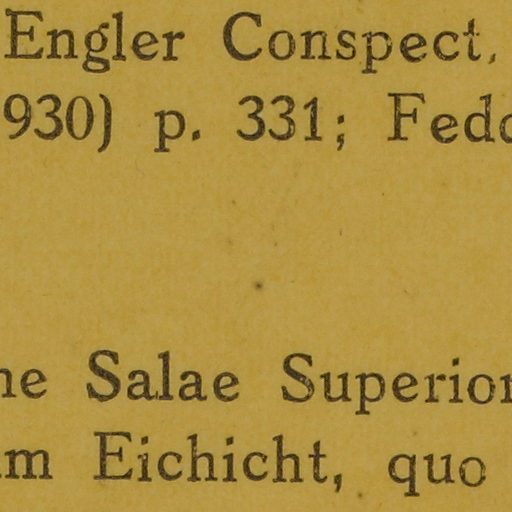 Engler Conspect.
930) p. 331; Fedd
ne Salae Superior
m Eichicht, quo